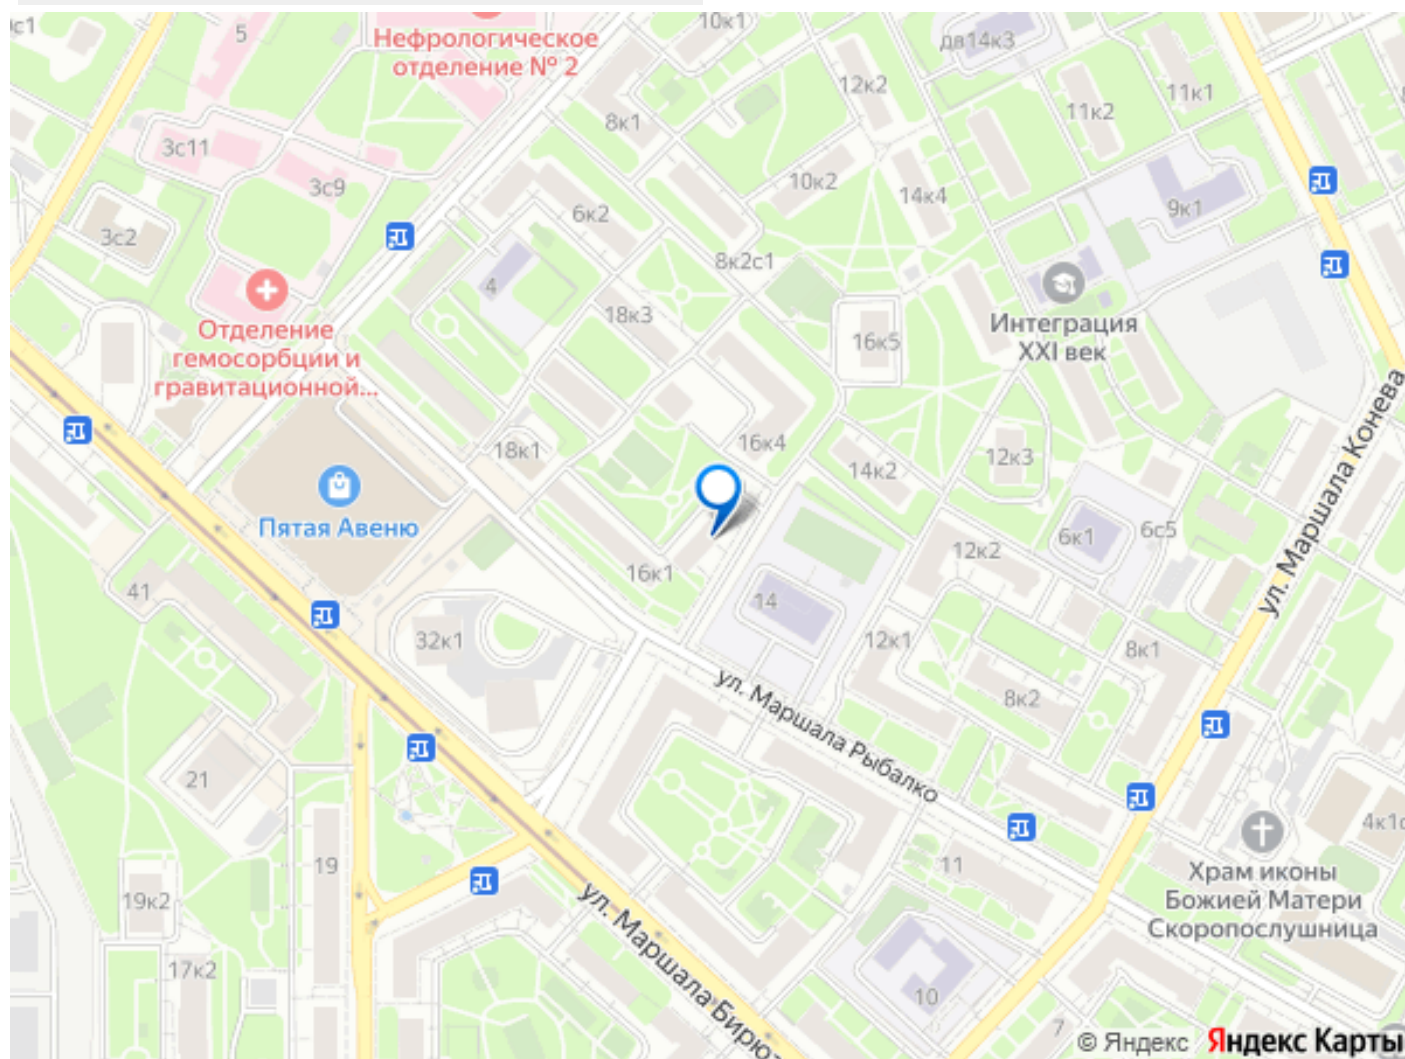 с1
5
10к1
Нефрологическое
отделение № 2
дв14к3
12к2
11к2
11к1
8к1
3с11
3с9
10к2
14к4
9к1
6к2
3с2
8к2с1
4
18к3
Отделение
гемосорбции и
гравитационной...
16к5
Интеграция
XXI век
ул. Маршала Конева
18к1
16к4
14к2
12к3
Пятая Авеню
6к1
6с5
12к2
16к1
41
14
32к1
12к1
8к1
8к2
ул. Маршала Рыбалко
21
19
11
4к1с
Храм иконы
Божией Матери
Скоропослушница
19к2
ул. Маршала Бирюз
17к2
10
7
© Яндекс Яндекс Карты